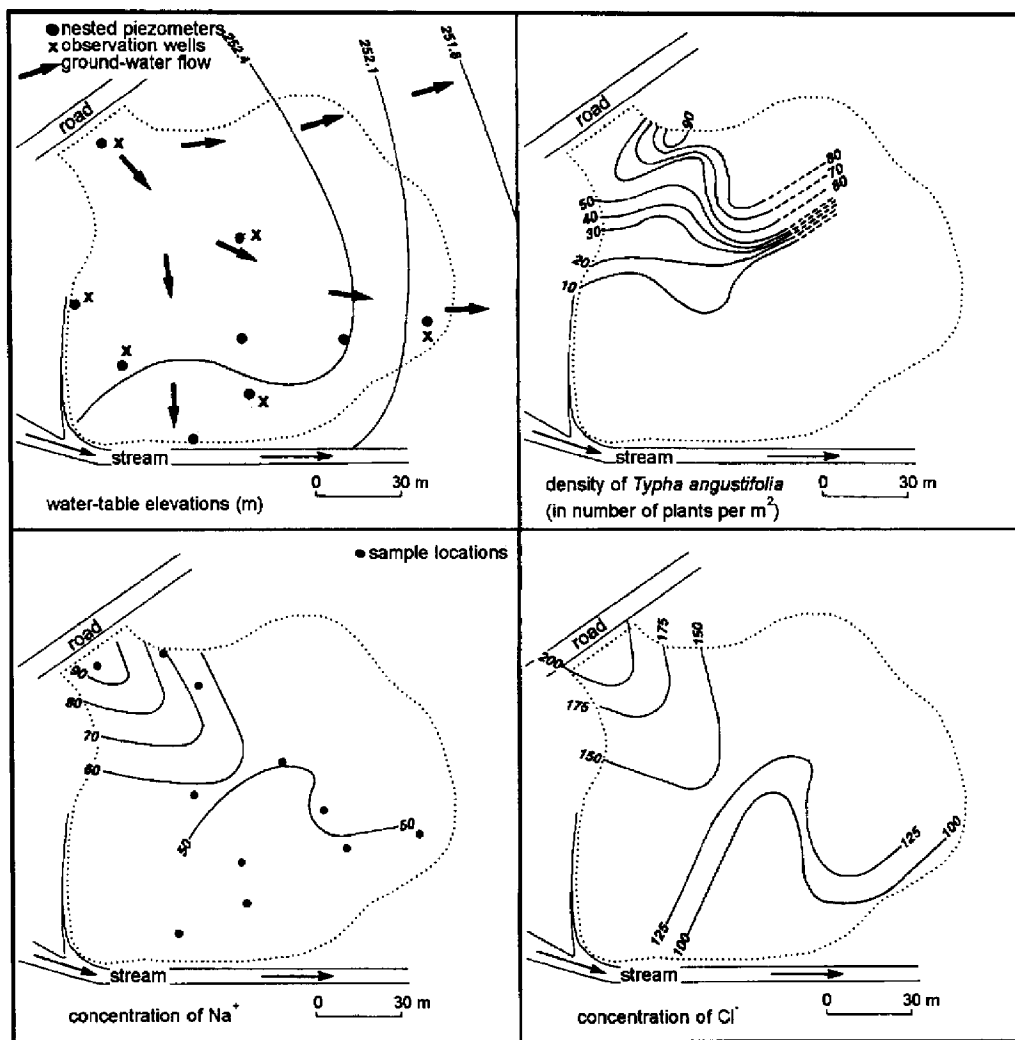 nested piezometers
x observation wells
ground-water flow
252.4
252.1
251.8
road
x
x
x
x
x
x
stream
0 30 m
water-table elevations (m)
road
90
80
70
60
50
40
30
20
10
stream
0 30 m
density of Typha angustifolia
(in number of plants per m2)
sample locations
road
90
80
70
60
50
stream
0 30 m
concentration of Na+
road
200
175
150
175
150
125
100
125
100
stream
0 30 m
concentration of Cl-